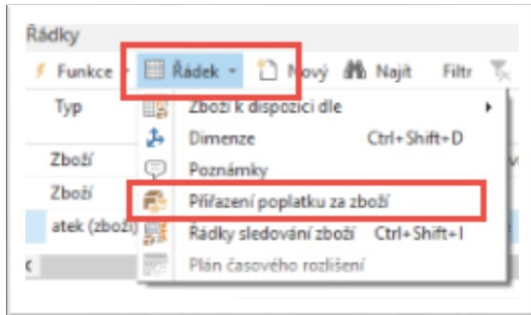 Řádky
Funkce Řádek Nový Najít Filtr
Typ Zboží k dispozici dle
Dimenze Ctrl+Shift+D
Zboží Poznámky
Zboží Přiřazení poplatku za zboží
atek (zboží) Řádky sledování zboží Ctrl+Shift+I
Plán časového rozlišení